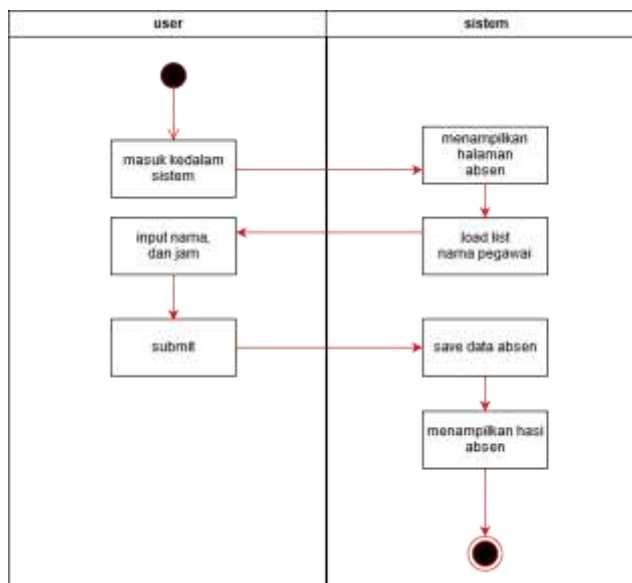 user
sistem
masuk kedalam
sistem
menampilkan
halaman
absen
input nama,
dan jam
load list
nama pegawai
submit
save data absen
menampilkan hasi
absen